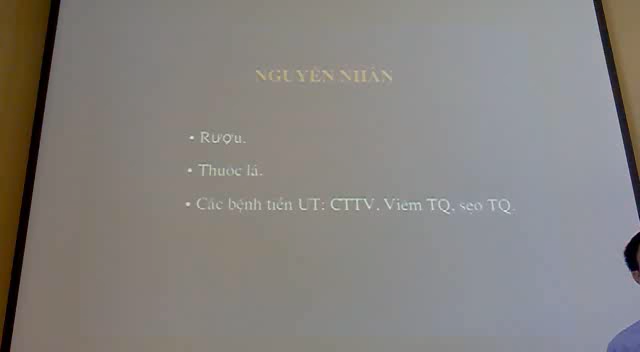 NGUYÊN NHÂN
• Rượu.
• Thuốc lá.
• Các bệnh tiền UT: CTTV, Viêm TQ, sẹo TQ.